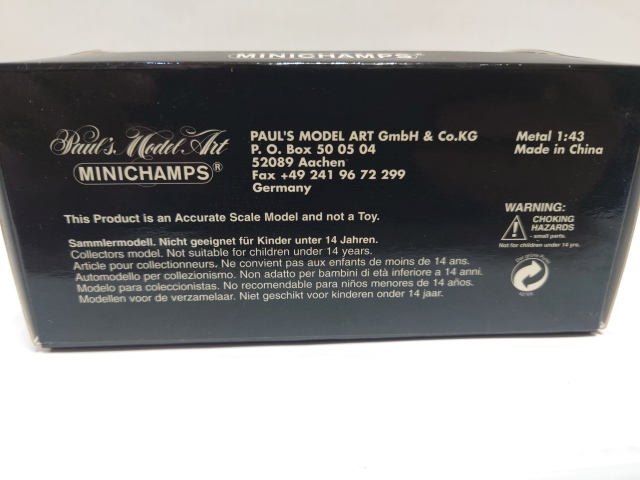 MINICHAMPS®
Paul's Model Art
MINICHAMPS®
PAUL'S MODEL ART GmbH & Co.KG
P. O. Box 50 05 04
52089 Aachen
Fax +49 241 96 72 299
Germany
Metal 1:43
Made in China
This Product is an Accurate Scale Model and not a Toy.
WARNING:
CHOKING
HAZARDS
- small parts.
Not for children under 14 yrs.
Sammlermodell. Nicht geeignet für Kinder unter 14 Jahren.
Collectors model. Not suitable for children under 14 years.
Article pour collectionneurs. Ne convient pas aux enfants de moins de 14 ans.
Automodello per collezionismo. Non adatto per bambini di età inferiore a 14 anni.
Modelo para coleccionistas. No recomendable para niños menores de 14 años.
Modellen voor de verzamelaar. Niet geschikt voor kinderen onder 14 jaar.
Der grüne Punkt